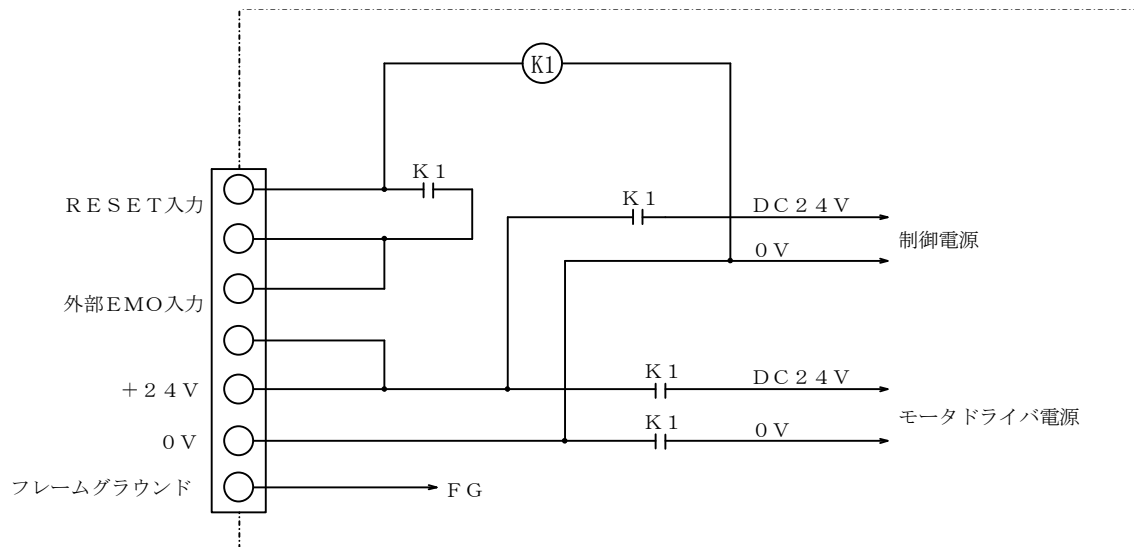 K1
K1
RESET入力
K1
DC24V
制御電源
0V
外部EMO入力
K1
DC24V
+24V
モータドライバ電源
K1
0V
0V
フレームグラウンド
FG